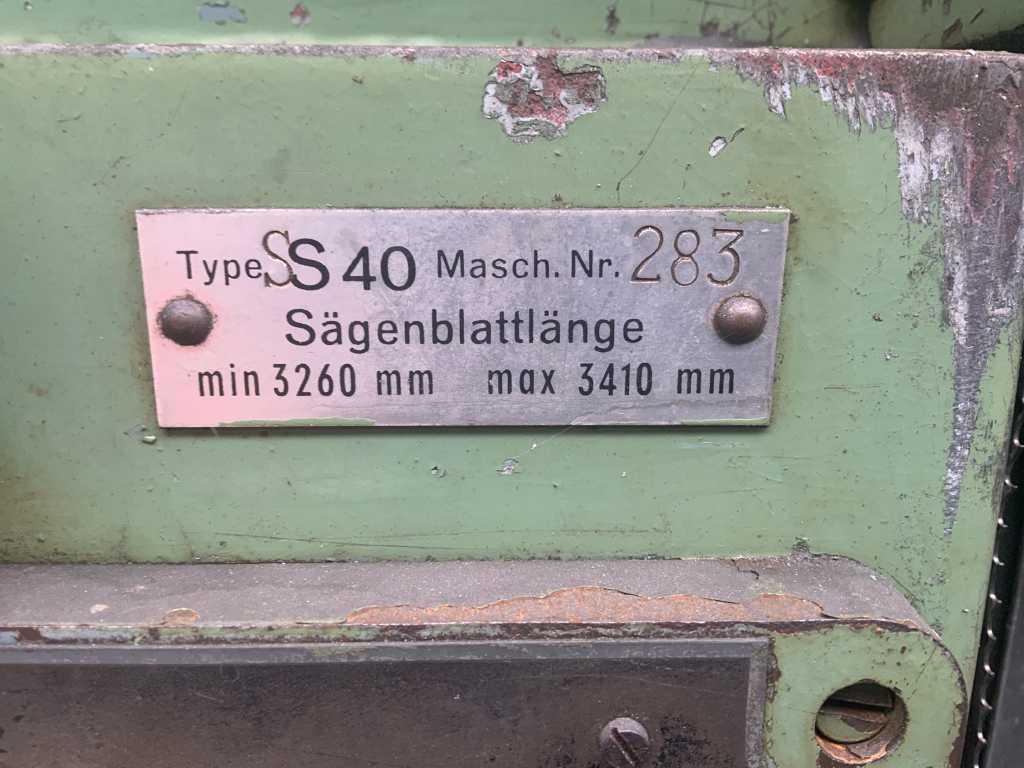 Type SS 40 Masch. Nr. 283
Sägenblattlänge
min 3260 mm max 3410 mm